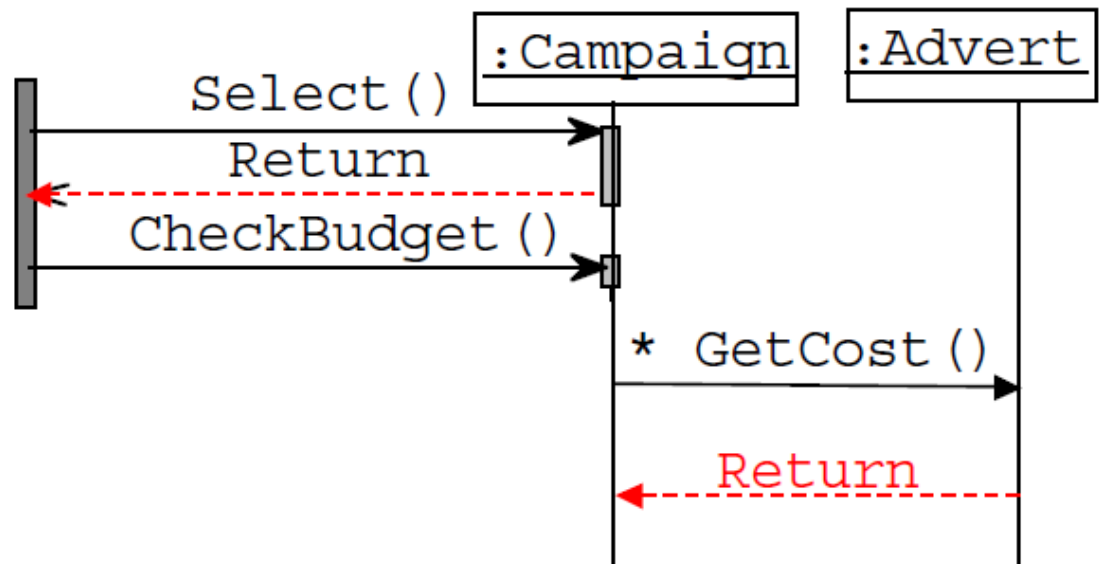 :Campaign
:Advert
Select()
Return
CheckBudget()
* GetCost()
Return